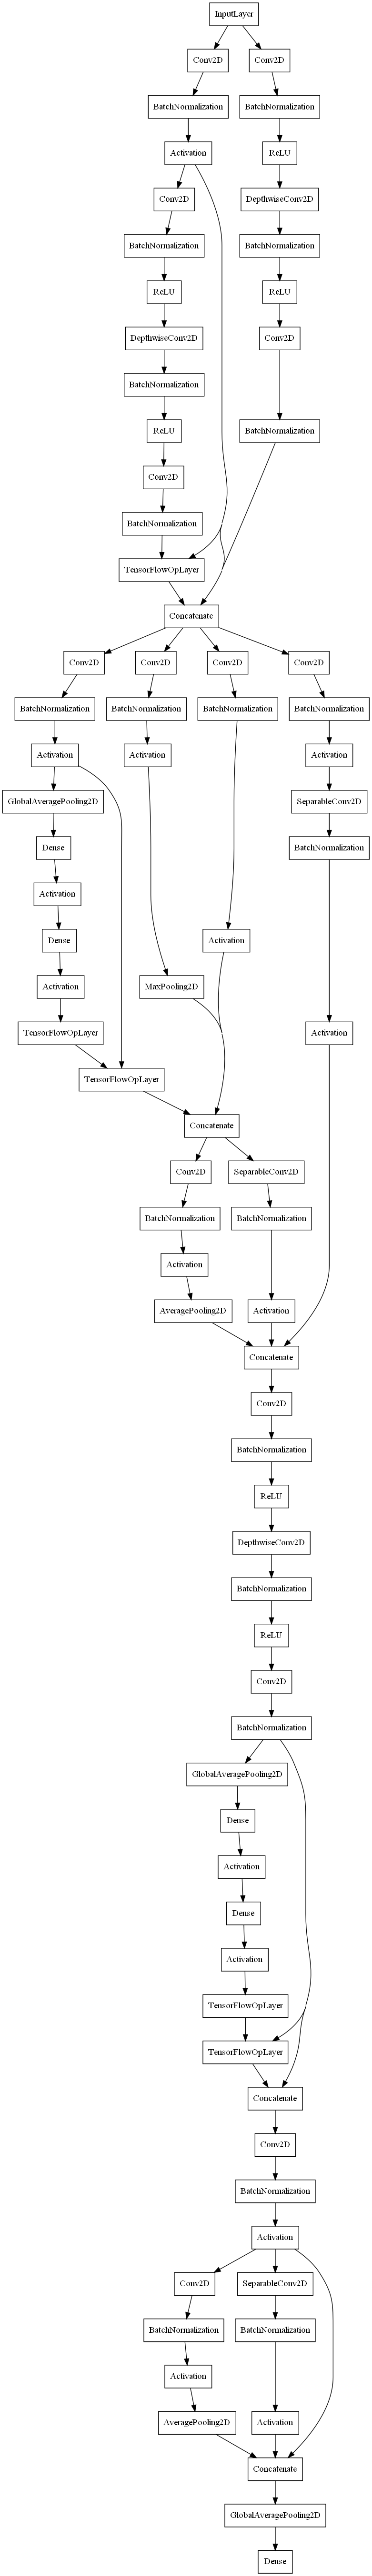 InputLayer
Conv2D
Conv2D
BatchNormalization
BatchNormalization
Activation
ReLU
Conv2D
DepthwiseConv2D
BatchNormalization
BatchNormalization
ReLU
ReLU
DepthwiseConv2D
Conv2D
BatchNormalization
ReLU
BatchNormalization
Conv2D
BatchNormalization
TensorFlowOpLayer
Concatenate
Conv2D
Conv2D
Conv2D
Conv2D
BatchNormalization
BatchNormalization
BatchNormalization
BatchNormalization
Activation
Activation
Activation
GlobalAveragePooling2D
SeparableConv2D
Dense
BatchNormalization
Activation
Dense
Activation
Activation
MaxPooling2D
TensorFlowOpLayer
Activation
TensorFlowOpLayer
Concatenate
Conv2D
SeparableConv2D
BatchNormalization
BatchNormalization
Activation
AveragePooling2D
Activation
Concatenate
Conv2D
BatchNormalization
ReLU
DepthwiseConv2D
BatchNormalization
ReLU
Conv2D
BatchNormalization
GlobalAveragePooling2D
Dense
Activation
Dense
Activation
TensorFlowOpLayer
TensorFlowOpLayer
Concatenate
Conv2D
BatchNormalization
Activation
Conv2D
SeparableConv2D
BatchNormalization
BatchNormalization
Activation
AveragePooling2D
Activation
Concatenate
GlobalAveragePooling2D
Dense